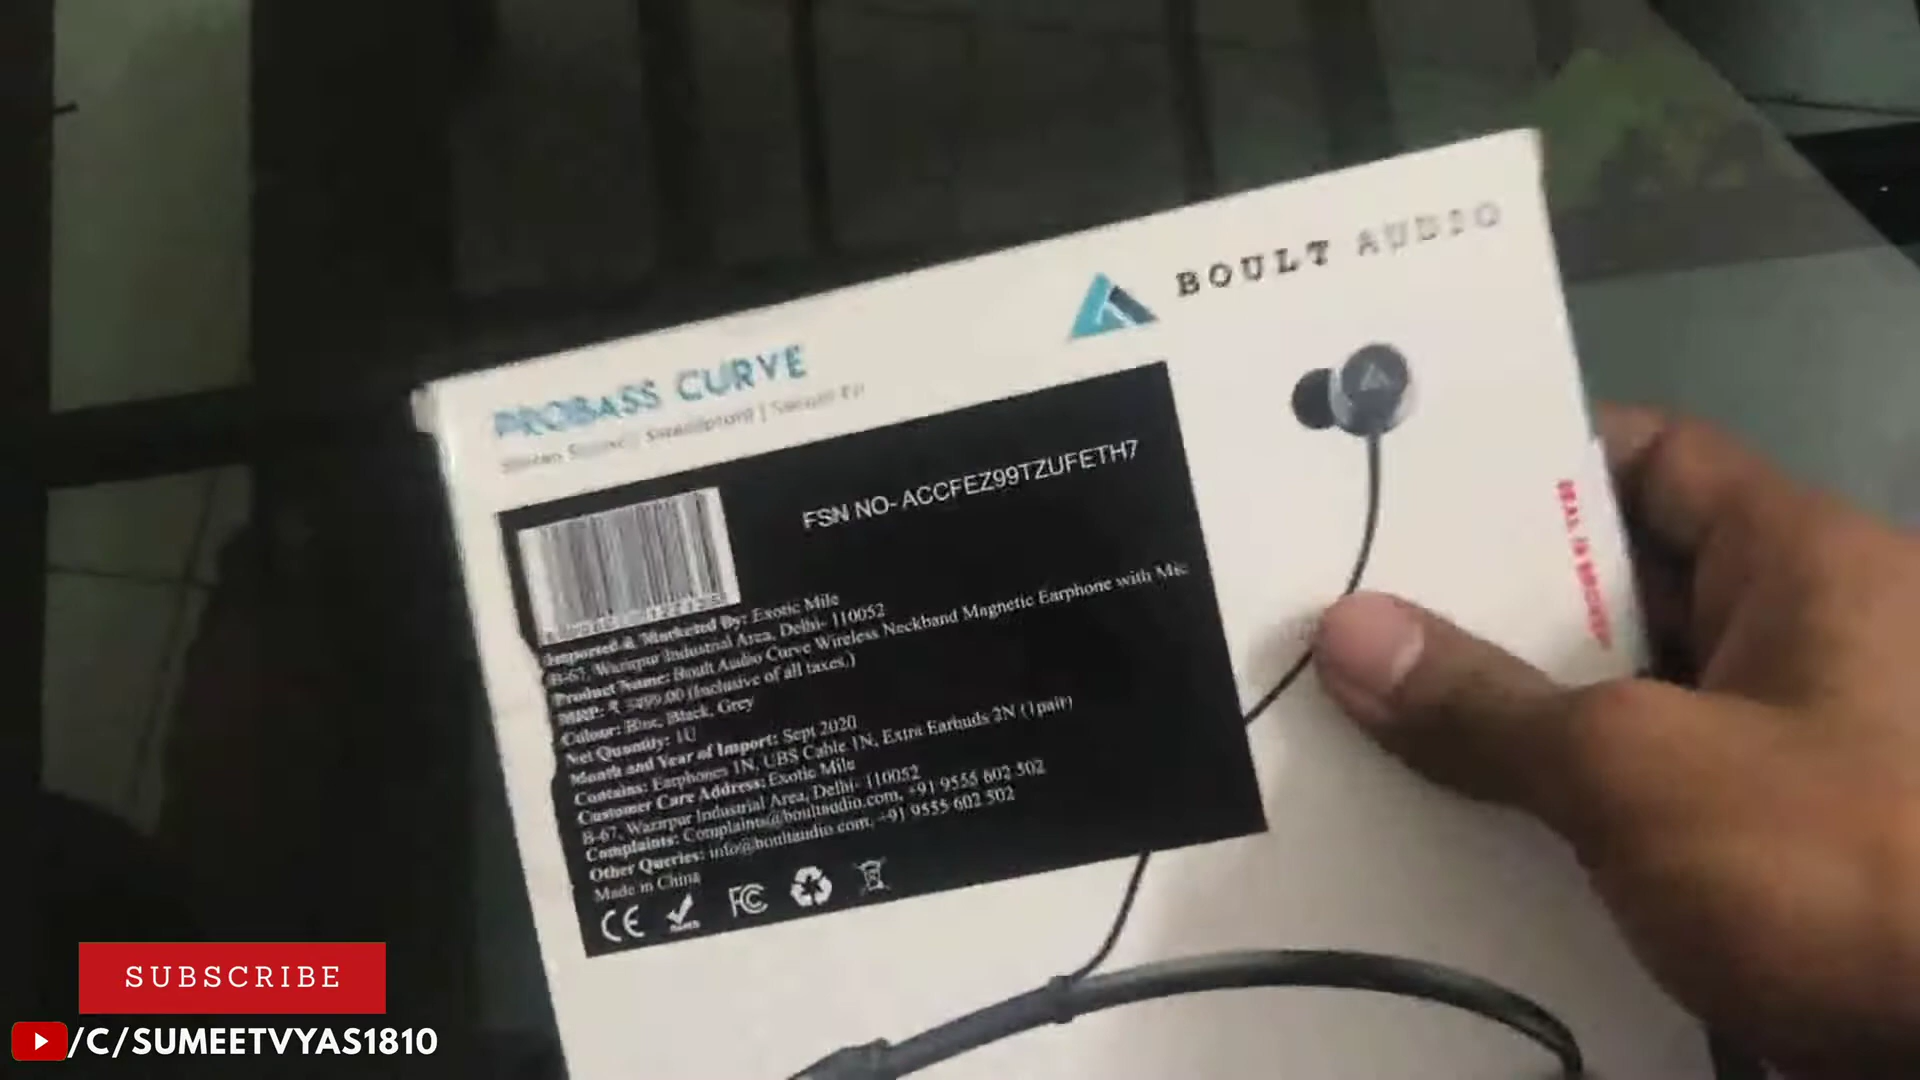 BOULT AUDIO
PROBASS CURVE
FSN NO- ACCFEZ99TZUFETH7
Imported & Marketed By: Exotic Mile
B-67, Wazirpur Industrial Area, Delhi- 110052
Product Name: Boult Audio Curve Wireless Neckband Magnetic Earphone with Mic
MRP: ₹ 5499.00 (Inclusive of all taxes.)
Colour: Blue, Black, Grey
Net Quantity: 1U
Month and Year of Import: Sept 2020
Contains: Earphones 1N, UBS Cable 1N, Extra Earbuds 2N (1pair)
Customer Care Address: Exotic Mile
B-67, Wazirpur Industrial Area, Delhi- 110052
Complaints: Complaints@boultaudio.com, +91 9555 602 502
Other Queries: info@boultaudio.com, +91 9555 602 502
Made in China
CE
FC
SUBSCRIBE
/C/SUMEETVYAS1810